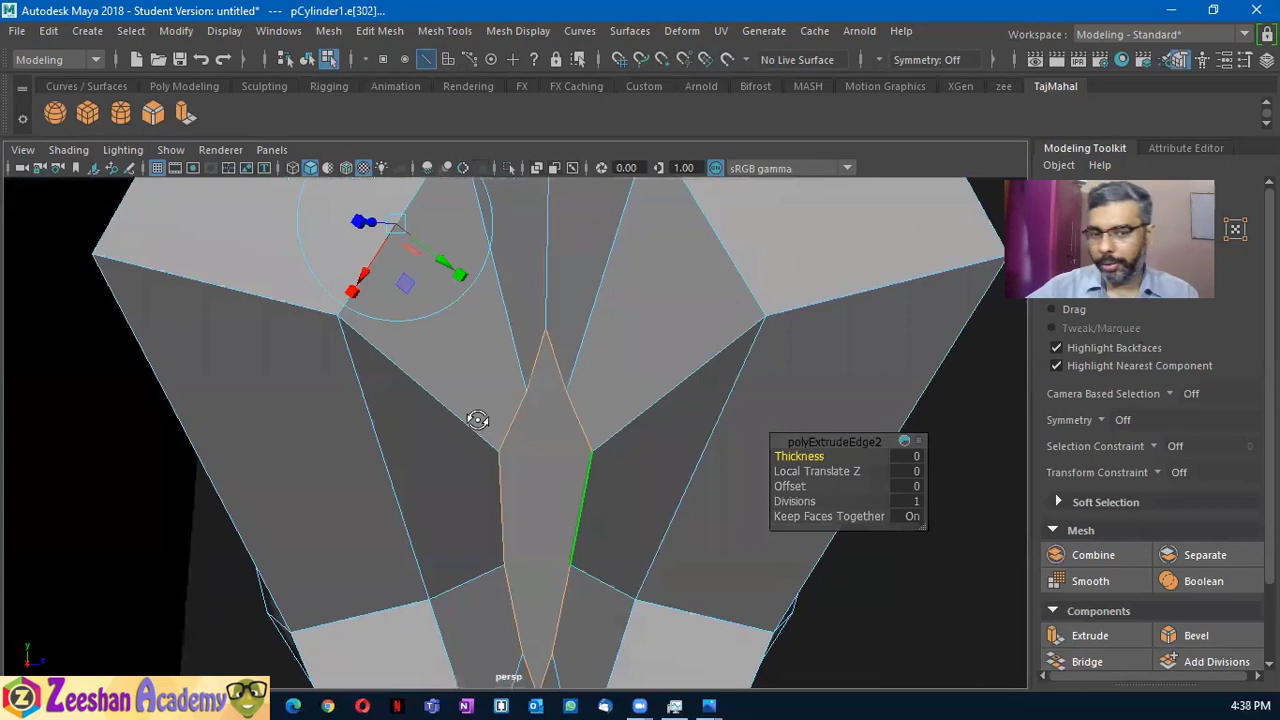 Autodesk Maya 2018 - Student Version: untitled* --- pCylinder1.e[302]...
File Edit Create Select Modify Display Windows Mesh Edit Mesh Mesh Tools Mesh Display Curves Surfaces Deform UV Generate Cache Arnold Help
Workspace : Modeling - Standard*
Modeling No Live Surface Symmetry: Off
Curves / Surfaces Poly Modeling Sculpting Rigging Animation Rendering FX FX Caching Custom Arnold Bifrost MASH Motion Graphics XGen zee TajMahal
View Shading Lighting Show Renderer Panels
Modeling Toolkit Attribute Editor
Object Help
0.00 1.00 sRGB gamma
Drag
Tweak/Marquee
Highlight Backfaces
Highlight Nearest Component
Camera Based Selection Off
Symmetry Off
Selection Constraint Off 0
Transform Constraint Off
Soft Selection
polyExtrudeEdge2
Thickness 0
Local Translate Z 0
Offset 0
Divisions 1
Keep Faces Together On
Mesh
Combine Separate
Smooth Boolean
Components
Extrude Bevel
Bridge Add Divisions
y
z
persp
Zeeshan Academy
4:38 PM